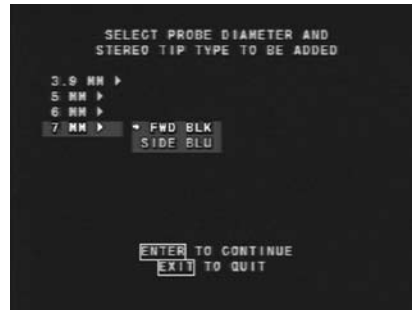 SELECT PROBE DIAMETER AND
STEREO TIP TYPE TO BE ADDED
3.9 MM ▶
5 MM ▶
6 MM ▶
7 MM ▶ → FWD BLK
SIDE BLU
ENTER TO CONTINUE
EXIT TO QUIT